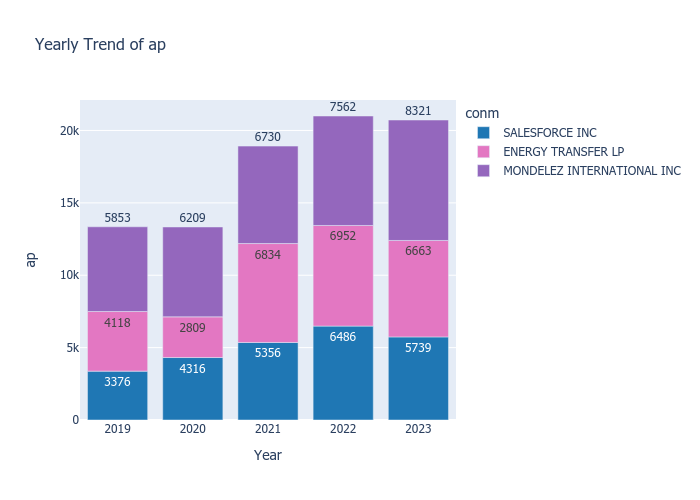 Yearly Trend of ap
conm
SALESFORCE INC
ENERGY TRANSFER LP
MONDELEZ INTERNATIONAL INC
ap
20k
15k
10k
5k
0
5853
6209
6730
7562
8321
4118
2809
6834
6952
6663
3376
4316
5356
6486
5739
2019
2020
2021
2022
2023
Year